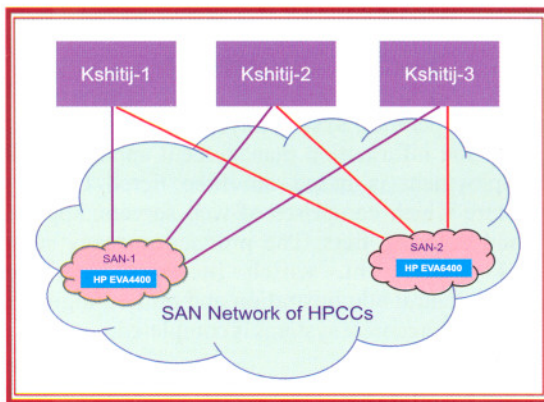 Kshitij-1
Kshitij-2
Kshitij-3
SAN-1
HP EVA4400
SAN-2
HP EVA6400
SAN Network of HPCCs